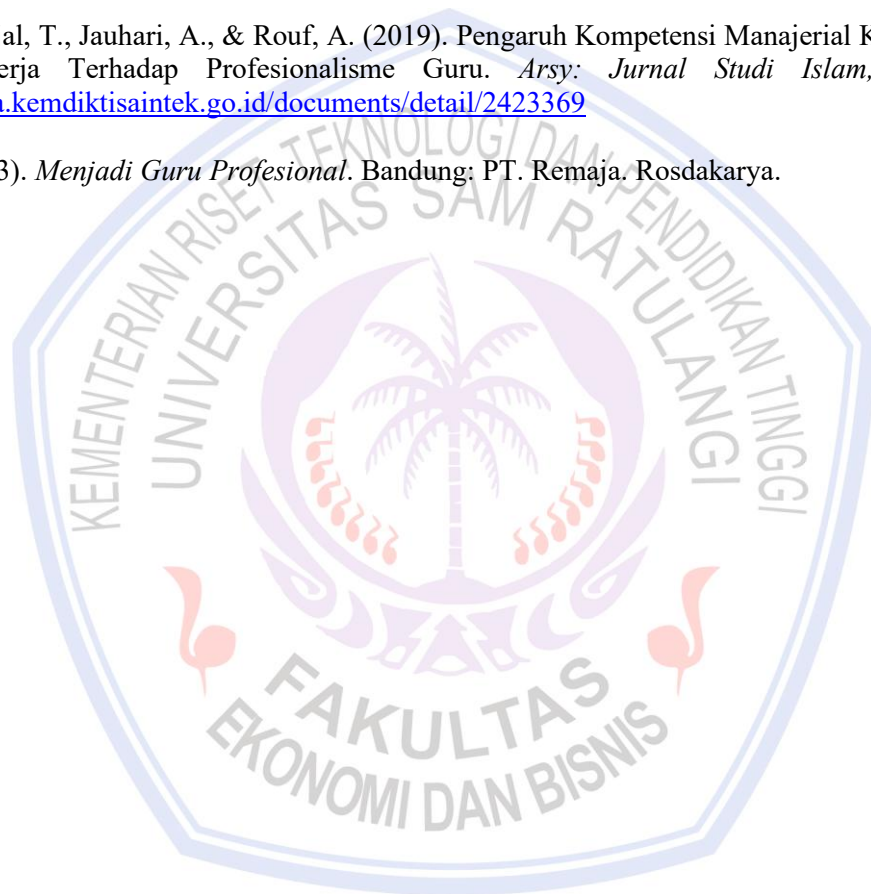 al, T., Jauhari, A., & Rouf, A. (2019). Pengaruh Kompetensi Manajerial K
erja Terhadap Profesionalisme Guru. Arsy: Jurnal Studi Islam,
a.kemdiktisaintek.go.id/documents/detail/2423369
3). Menjadi Guru Profesional. Bandung: PT. Remaja. Rosdakarya.
KEMENTERIAN RISET TEKNOLOGI DAN PENDIDIKAN TINGGI
UNIVERSITAS SAM RATULANGI
FAKULTAS
EKONOMI DAN BISNIS